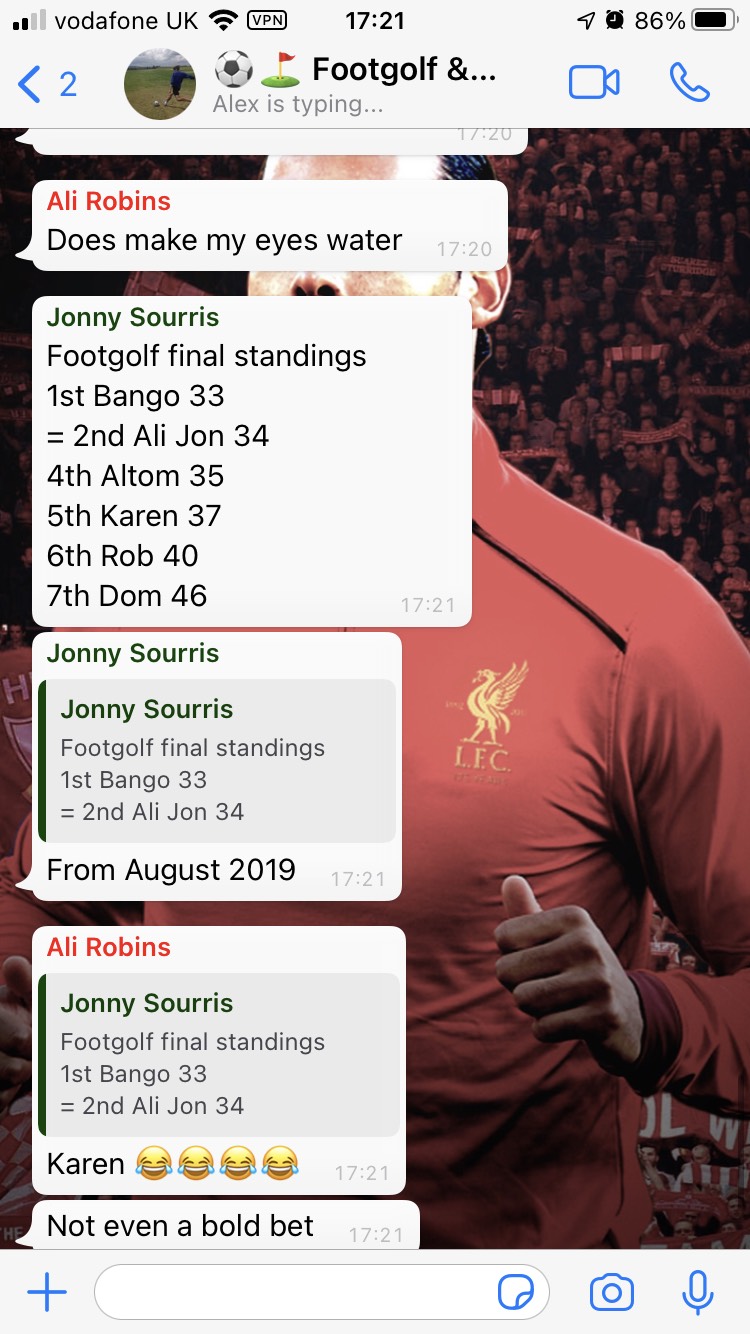 vodafone UK VPN 17:21 86%
2 Footgolf &...
Alex is typing...
17:20
Ali Robins
Does make my eyes water 17:20
Jonny Sourris
Footgolf final standings
1st Bango 33
= 2nd Ali Jon 34
4th Altom 35
5th Karen 37
6th Rob 40
7th Dom 46 17:21
Jonny Sourris
Jonny Sourris
Footgolf final standings
1st Bango 33
= 2nd Ali Jon 34
From August 2019 17:21
L.F.C.
Ali Robins
Jonny Sourris
Footgolf final standings
1st Bango 33
= 2nd Ali Jon 34
Karen 😂😂😂😂 17:21
Not even a bold bet 17:21